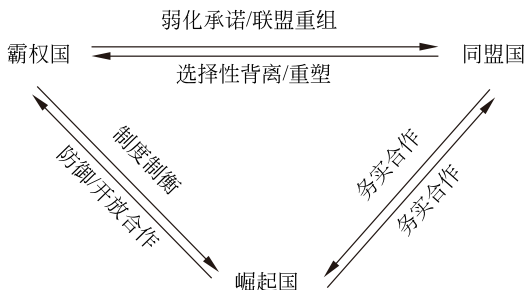 弱化承诺/联盟重组
霸权国
同盟国
选择性背离/重塑
制度制衡
防御/开放合作
务实合作
务实合作
崛起国